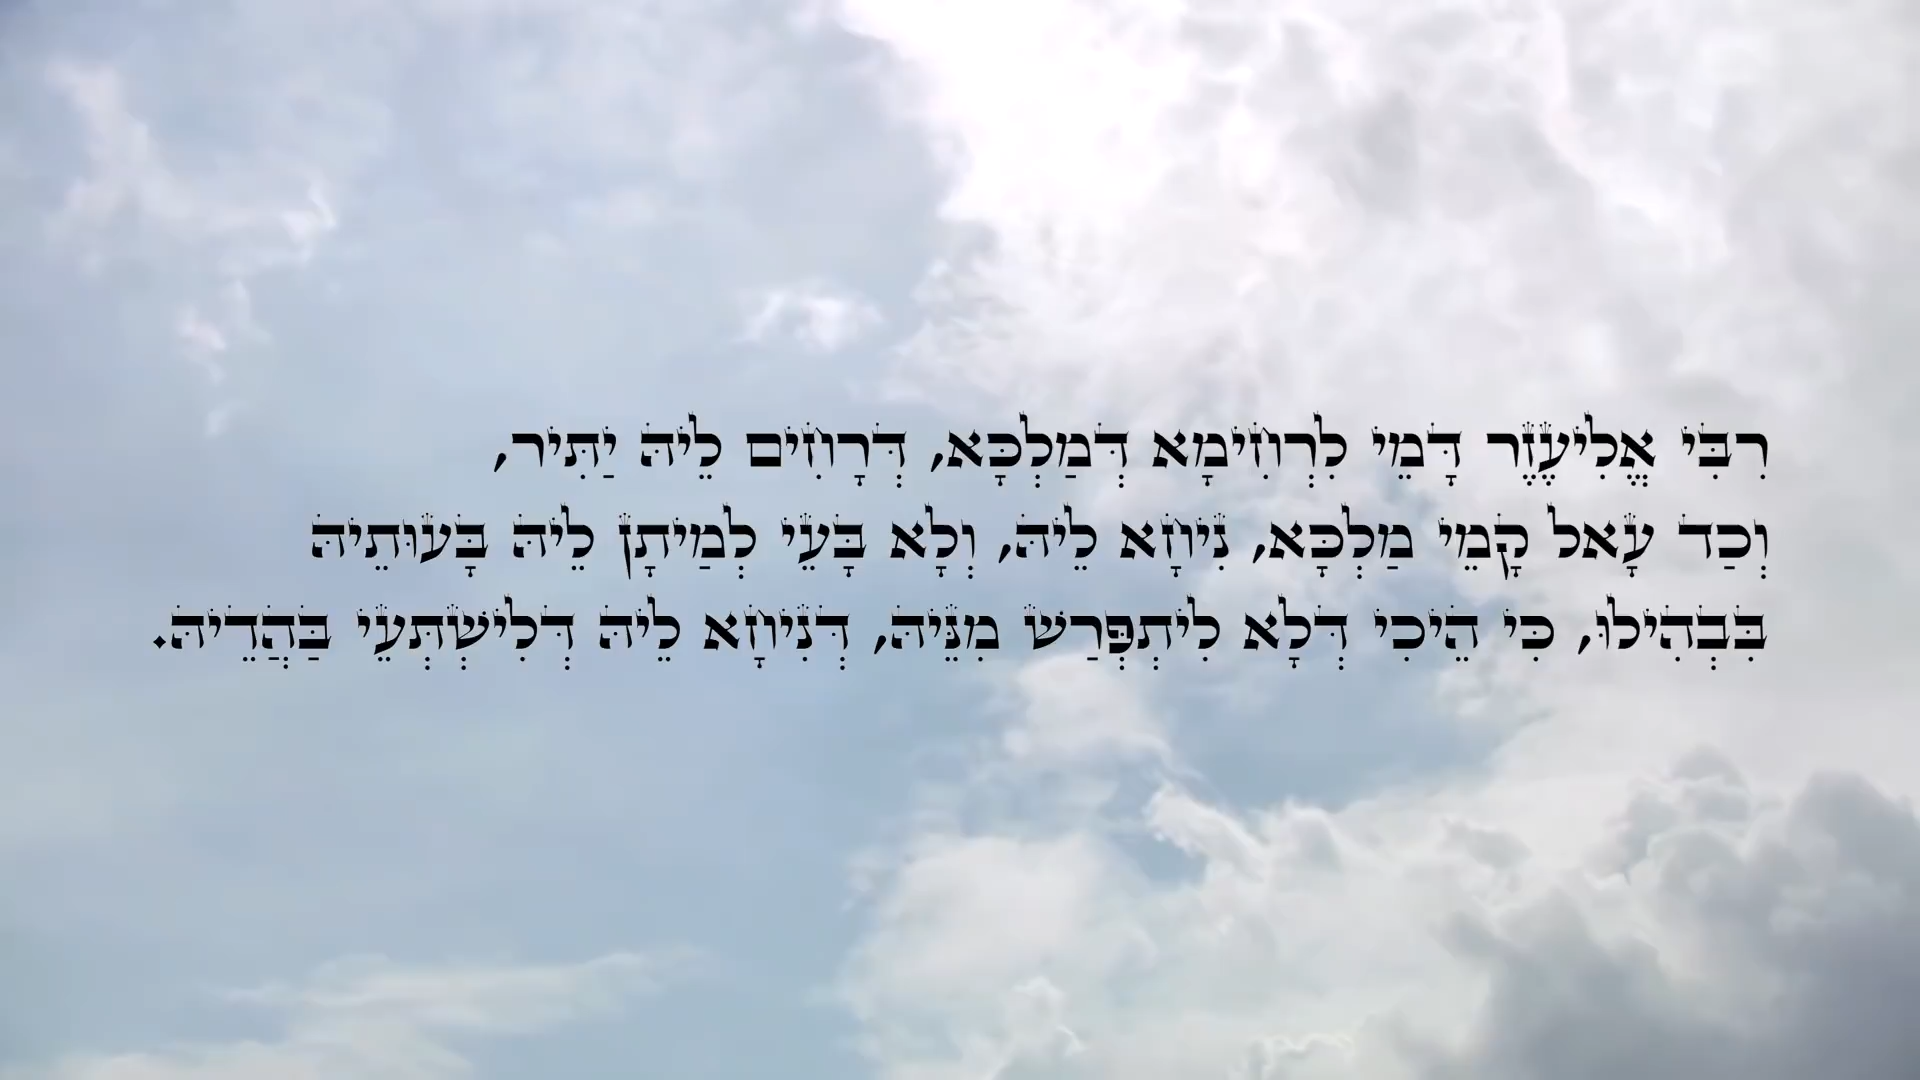 רִבִּי אֱלִיעֶזֶר דָּמֵי לִרְחִימָא דְּמַלְכָּא, דְּרָחִים לֵיהּ יַתִּיר,
וְכַד עָאל קָמֵי מַלְכָּא, נִיחָא לֵיהּ, וְלָא בָּעֵי לְמֵיתַן לֵיהּ בָּעוּתֵיהּ
בִּבְהִילוּ, כִּי הֵיכִי דְּלָא לִיתְפְּרַשׁ מִנֵּיהּ, דְּנִיחָא לֵיהּ דְּלִישְׁתְּעֵי בַּהֲדֵיהּ.